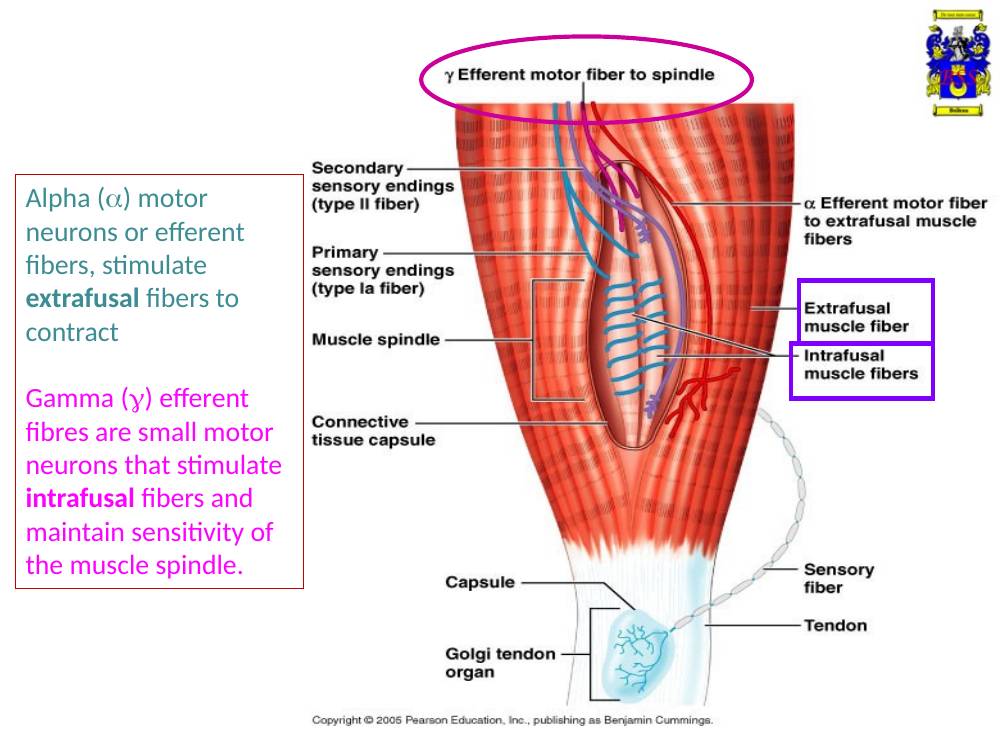 γ Efferent motor fiber to spindle
Secondary
sensory endings
(type II fiber)
Alpha (α) motor
neurons or efferent
fibers, stimulate
extrafusal fibers to
contract
Gamma (γ) efferent
fibres are small motor
neurons that stimulate
intrafusal fibers and
maintain sensitivity of
the muscle spindle.
α Efferent motor fiber
to extrafusal muscle
fibers
Primary
sensory endings
(type Ia fiber)
Extrafusal
muscle fiber
Muscle spindle
Intrafusal
muscle fibers
Connective
tissue capsule
Sensory
fiber
Capsule
Tendon
Golgi tendon
organ
Copyright © 2005 Pearson Education, Inc., publishing as Benjamin Cummings.